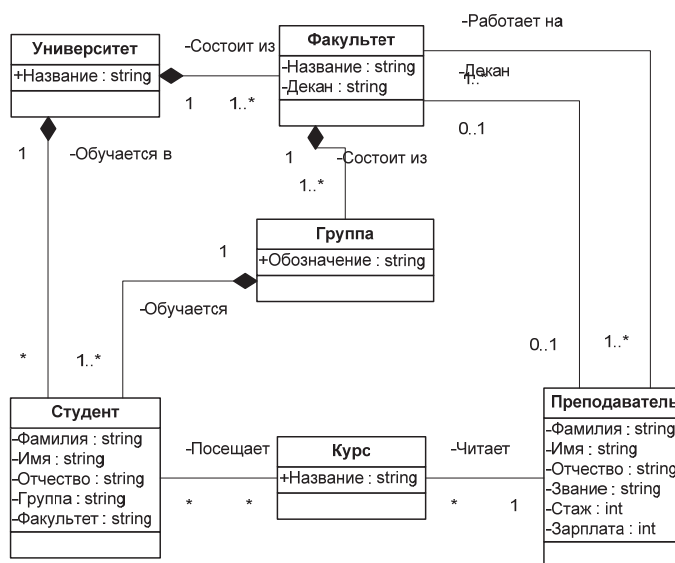 Университет
+Название : string
-Состоит из
1
1..*
Факультет
-Название : string
-Декан : string
-Работает на
-Декан
1..*
0..1
1
-Обучается в
1
-Состоит из
1..*
Группа
+Обозначение : string
1
-Обучается
*
1..*
0..1
1..*
Студент
-Фамилия : string
-Имя : string
-Отчество : string
-Группа : string
-Факультет : string
-Посещает
*
*
Курс
+Название : string
-Читает
*
1
Преподаватель
-Фамилия : string
-Имя : string
-Отчество : string
-Звание : string
-Стаж : int
-Зарплата : int